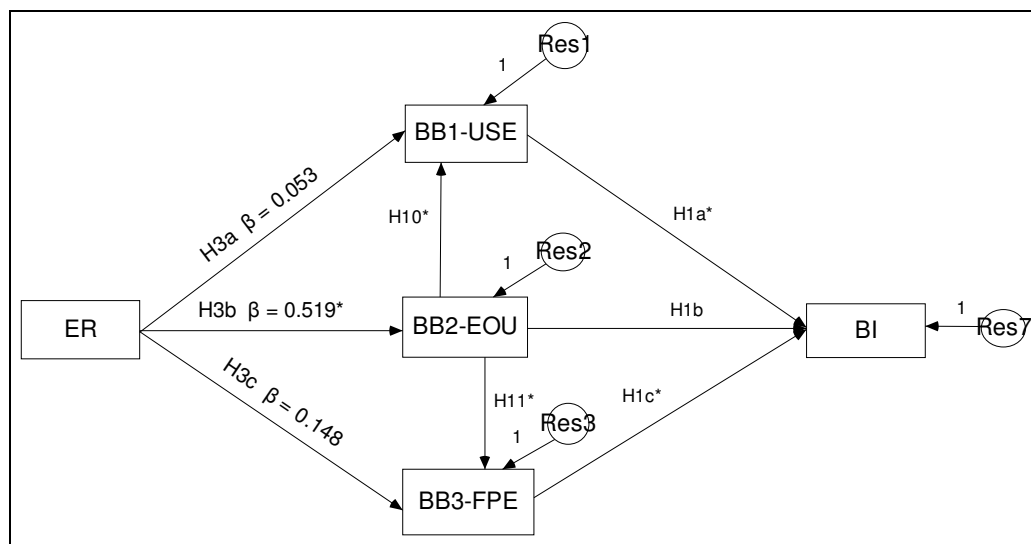 Res1
1
BB1-USE
H3a β = 0.053
H10*
H1a*
Res2
1
ER
H3b β = 0.519*
BB2-EOU
H1b
BI
1
Res7
H3c β = 0.148
H11*
H1c*
Res3
1
BB3-FPE